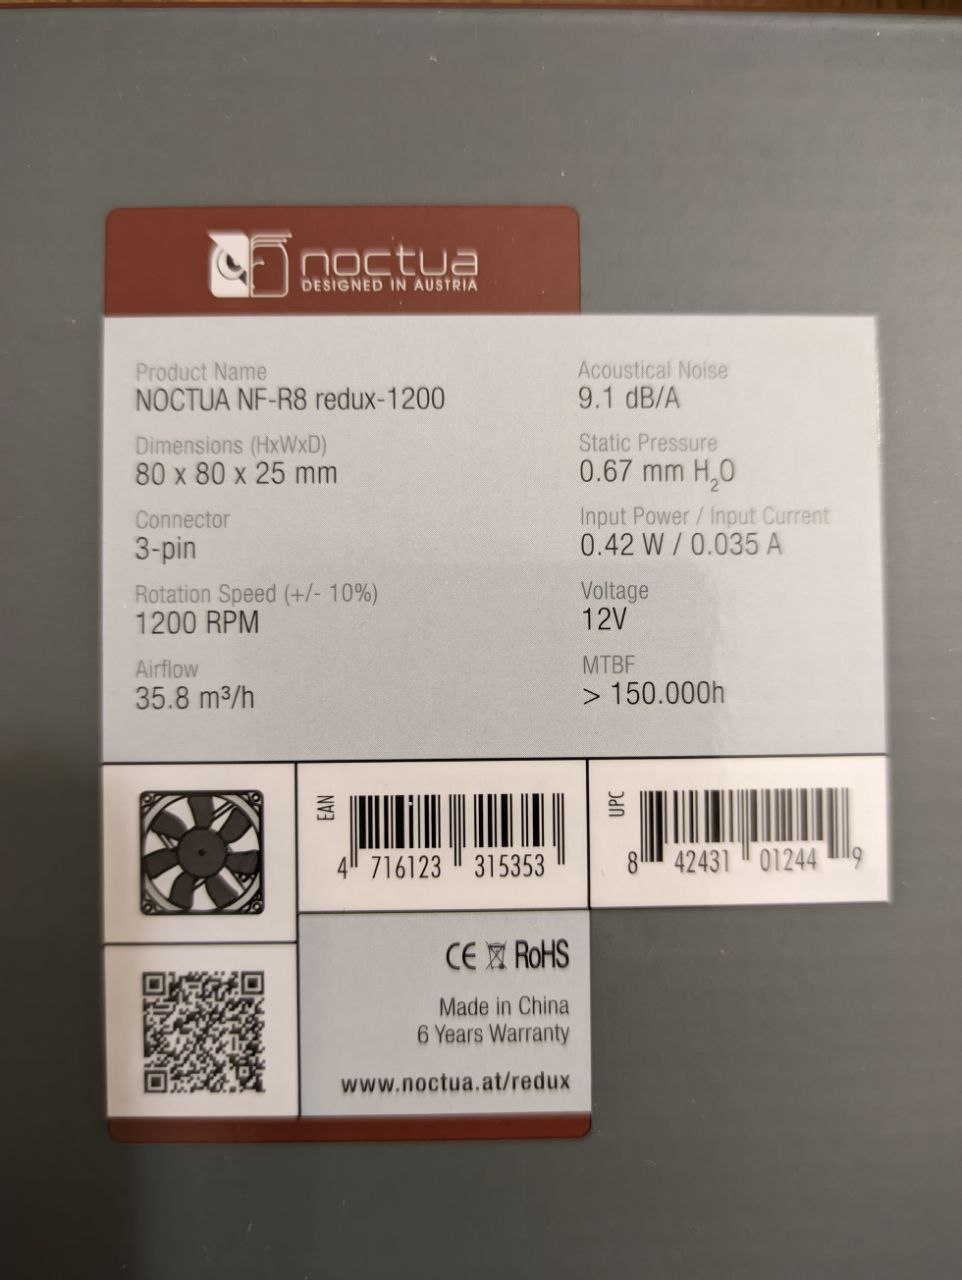 noctua
DESIGNED IN AUSTRIA
Product Name
NOCTUA NF-R8 redux-1200
Dimensions (HxWxD)
80 x 80 x 25 mm
Connector
3-pin
Rotation Speed (+/- 10%)
1200 RPM
Airflow
35.8 m³/h
Acoustical Noise
9.1 dB/A
Static Pressure
0.67 mm H₂O
Input Power / Input Current
0.42 W / 0.035 A
Voltage
12V
MTBF
> 150.000h
EAN
4 716123 315353
UPC
8 42431 01244 9
CE RoHS
Made in China
6 Years Warranty
www.noctua.at/redux